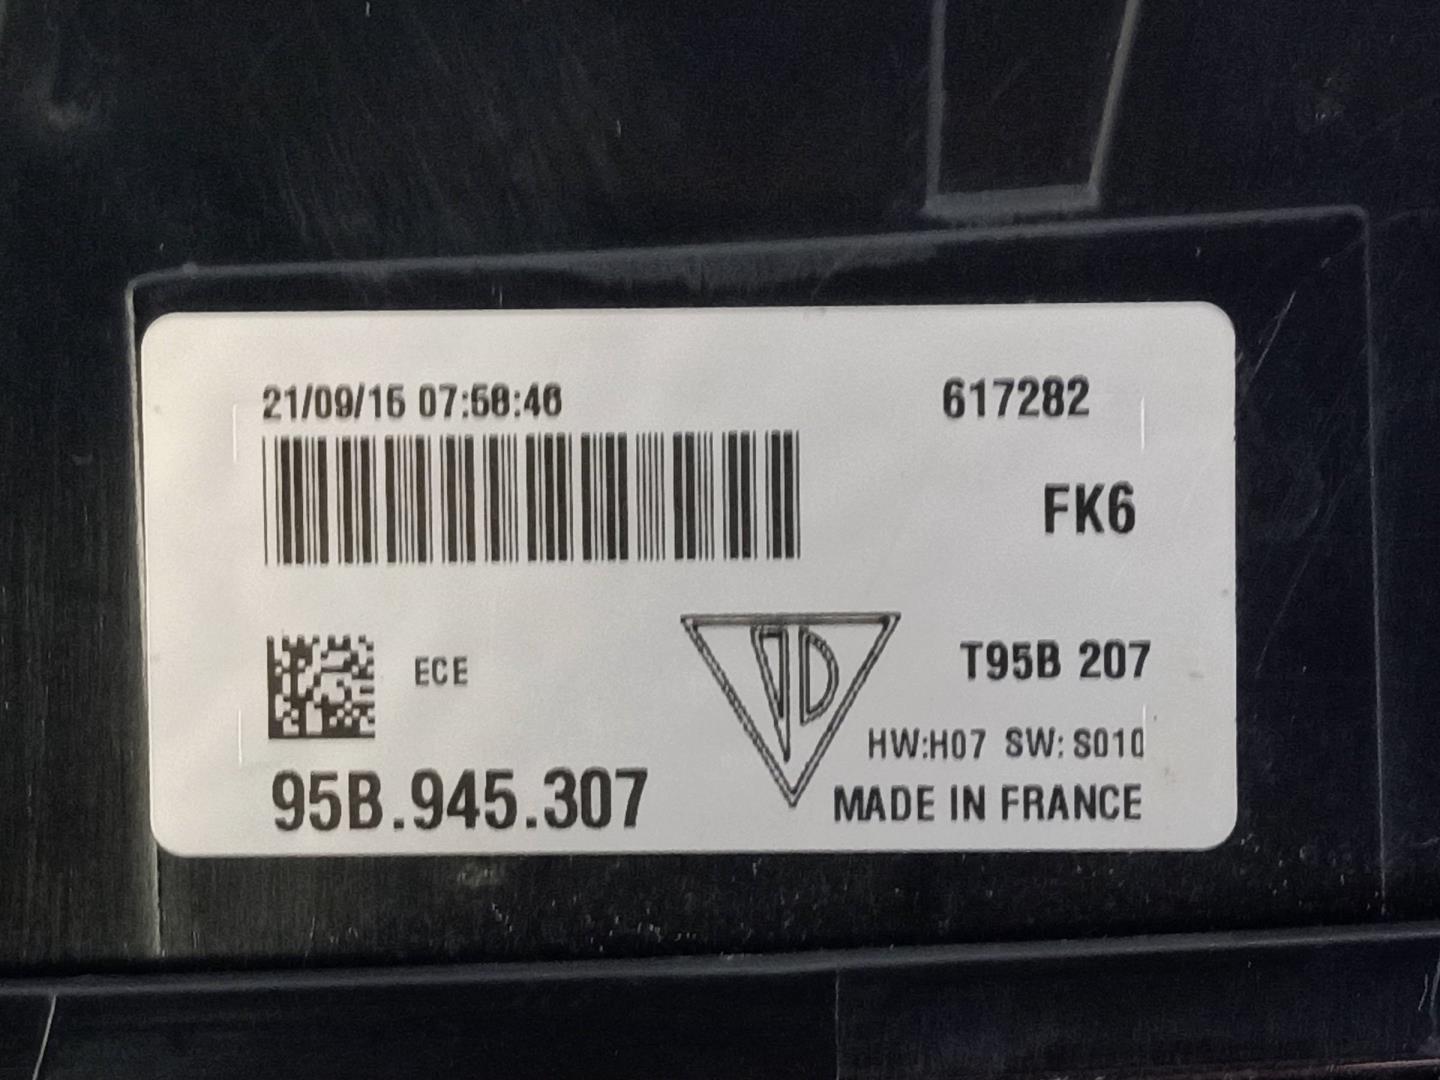 21/09/15 07:58:46
617282
FK6
ECE
T95B 207
HW:H07 SW: S010
95B.945.307
MADE IN FRANCE